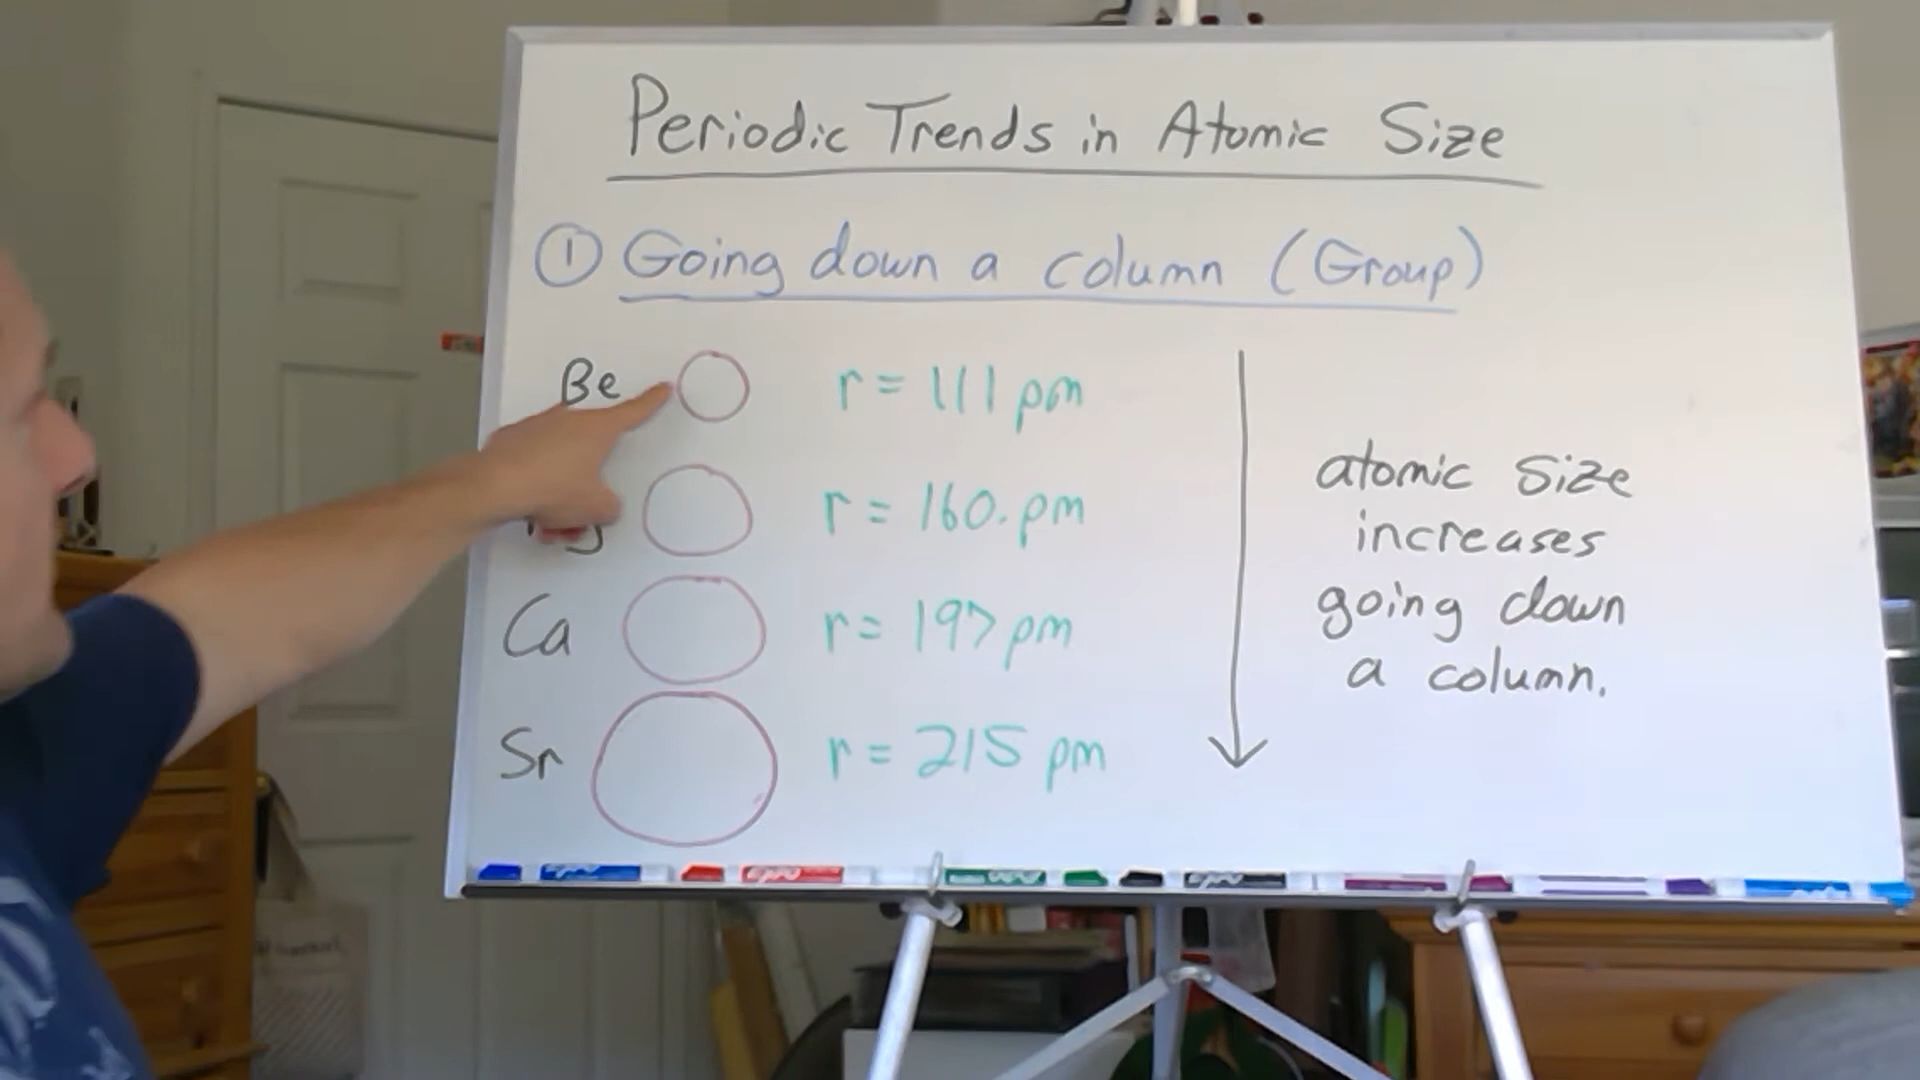 Periodic Trends in Atomic Size
① Going down a column (Group)
Be r = 111 pm
r = 160. pm
Ca r = 197 pm
Sr r = 215 pm
atomic size
increases
going down
a column.